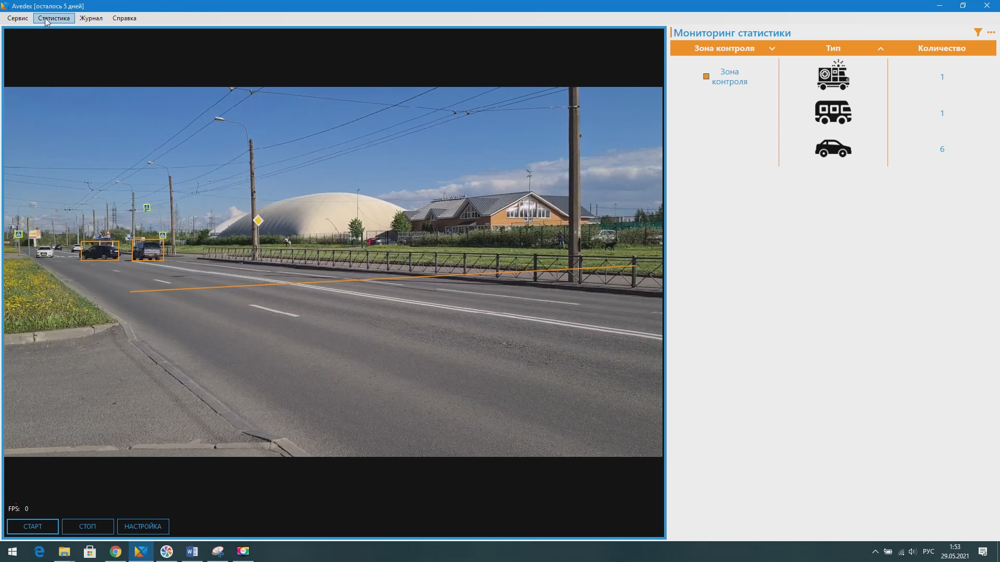 Avedex [осталось 5 дней]
Сервис
Статистика
Журнал
Справка
Мониторинг статистики
Зона контроля
Тип
Количество
Зона
контроля
1
1
6
FPS: 0
СТАРТ
СТОП
НАСТРОЙКА
РУС
1:53
29.05.2021